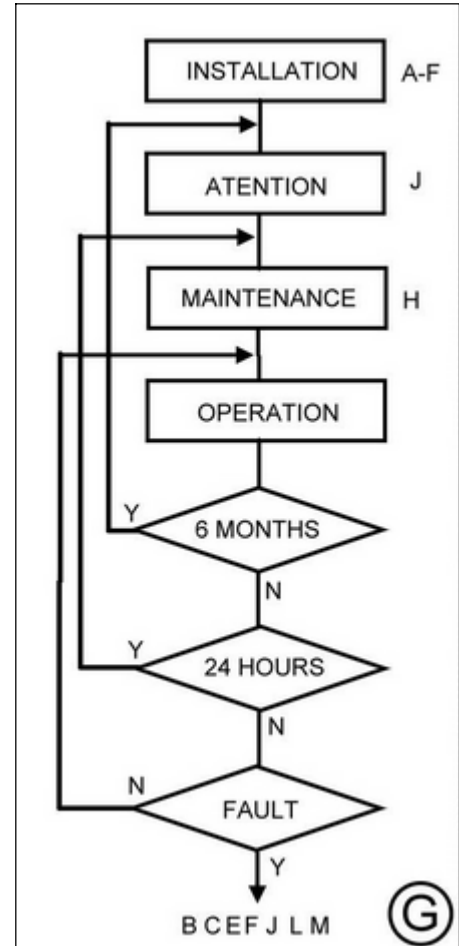 INSTALLATION A-F
ATENTION J
MAINTENANCE H
OPERATION
Y 6 MONTHS
N
Y 24 HOURS
N
N FAULT
Y
B C E F J L M
G